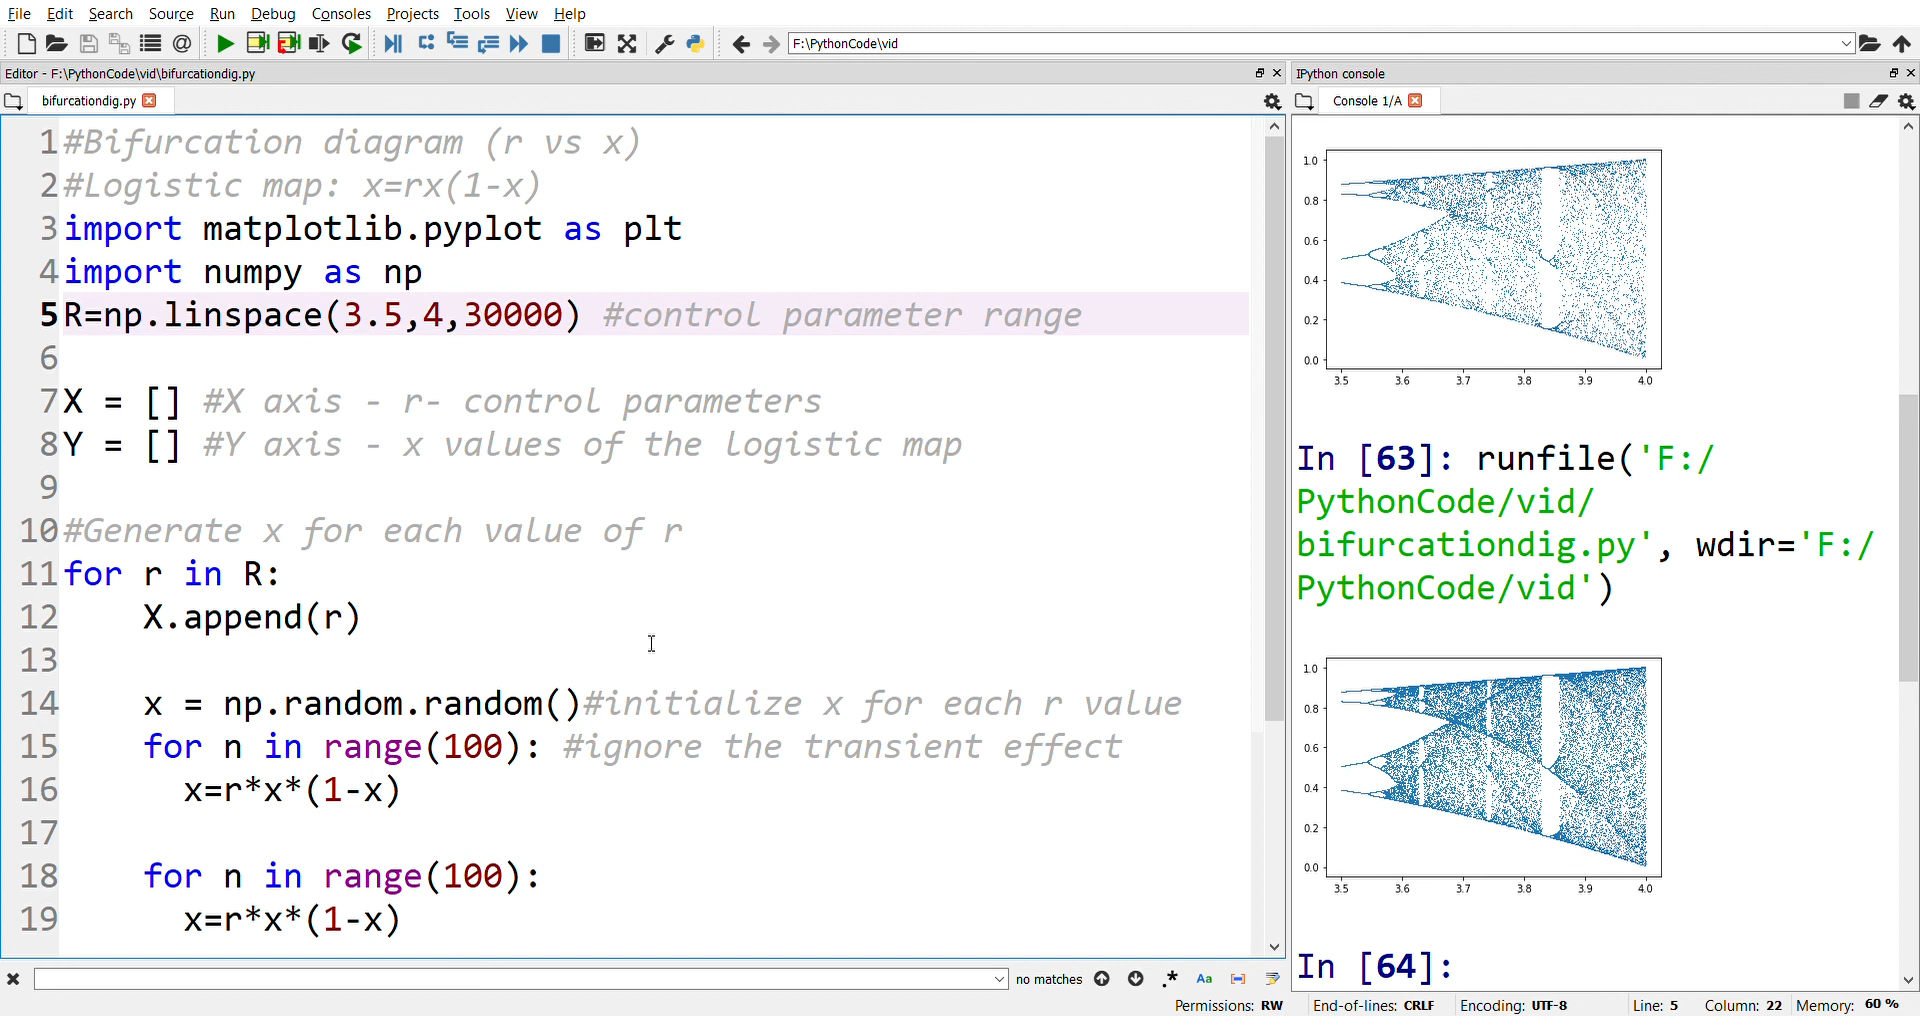 File Edit Search Source Run Debug Consoles Projects Tools View Help
F:\PythonCode\vid
Editor - F:\PythonCode\vid\bifurcationdig.py
bifurcationdig.py
1 #Bifurcation diagram (r vs x)
2 #Logistic map: x=rx(1-x)
3 import matplotlib.pyplot as plt
4 import numpy as np
5 R=np.linspace(3.5,4,30000) #control parameter range
6
7 X = [] #X axis - r- control parameters
8 Y = [] #Y axis - x values of the logistic map
9
10 #Generate x for each value of r
11 for r in R:
12 X.append(r)
13
14 x = np.random.random()#initialize x for each r value
15 for n in range(100): #ignore the transient effect
16 x=r*x*(1-x)
17
18 for n in range(100):
19 x=r*x*(1-x)
no matches .* Aa
IPython console
Console 1/A
1.0
0.8
0.6
0.4
0.2
0.0
3.5 3.6 3.7 3.8 3.9 4.0
In [63]: runfile('F:/
PythonCode/vid/
bifurcationdig.py', wdir='F:/
PythonCode/vid')
1.0
0.8
0.6
0.4
0.2
0.0
3.5 3.6 3.7 3.8 3.9 4.0
In [64]:
Permissions: RW End-of-lines: CRLF Encoding: UTF-8 Line: 5 Column: 22 Memory: 60 %